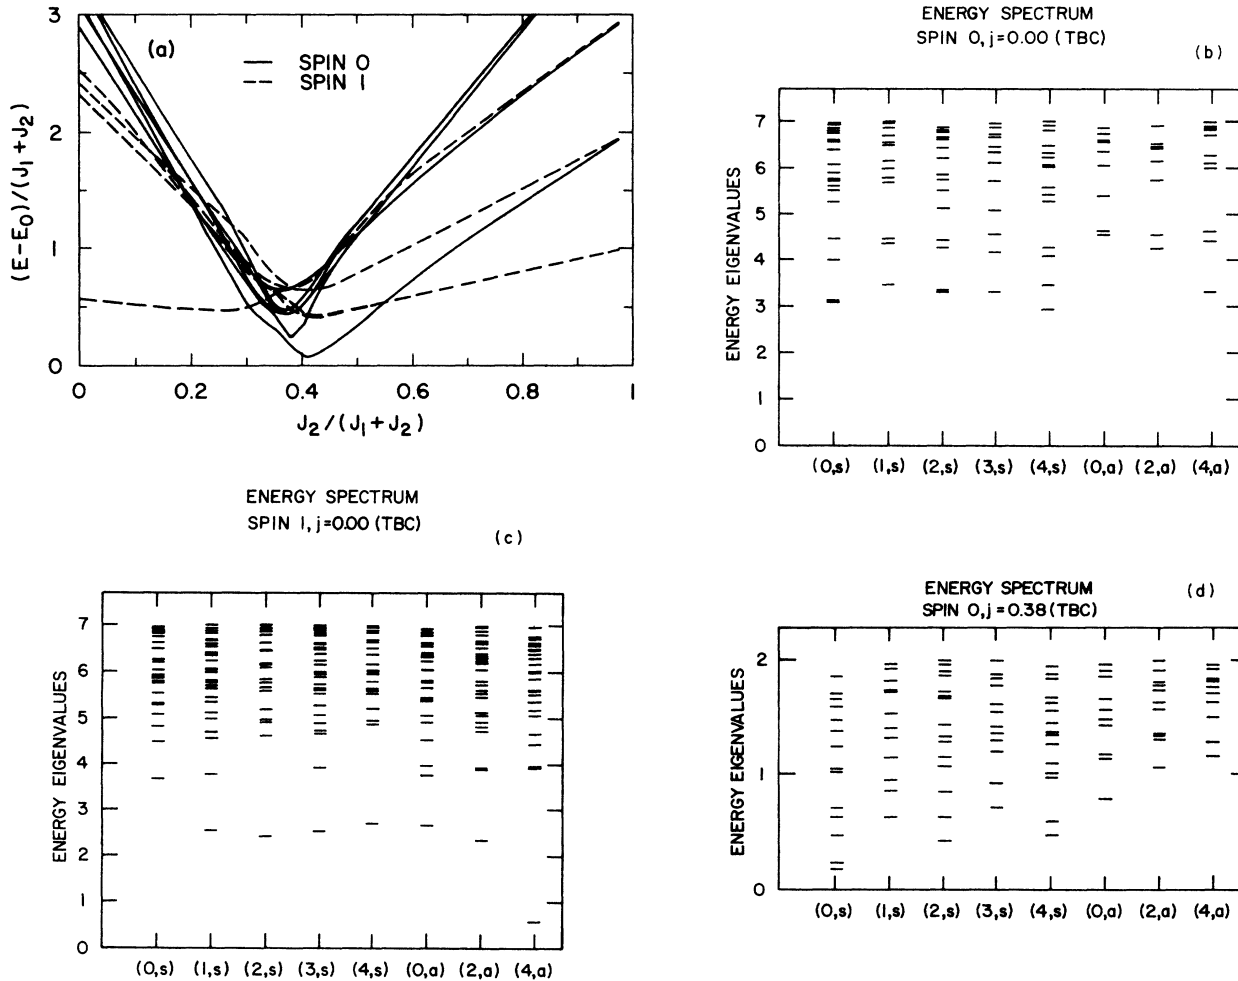 3
2
1
0
(a)
SPIN 0
SPIN 1
(E-E0)/(J1+J2)
0
0.2
0.4
0.6
0.8
1
J2/(J1+J2)
ENERGY SPECTRUM
SPIN 0, j=0.00 (TBC)
(b)
7
6
5
4
3
2
1
0
ENERGY EIGENVALUES
(0,s) (1,s) (2,s) (3,s) (4,s) (0,a) (2,a) (4,a)
ENERGY SPECTRUM
SPIN 1, j=0.00 (TBC)
(c)
7
6
5
4
3
2
1
0
ENERGY EIGENVALUES
(0,s) (1,s) (2,s) (3,s) (4,s) (0,a) (2,a) (4,a)
ENERGY SPECTRUM
SPIN 0, j=0.38 (TBC)
(d)
2
1
0
ENERGY EIGENVALUES
(0,s) (1,s) (2,s) (3,s) (4,s) (0,a) (2,a) (4,a)